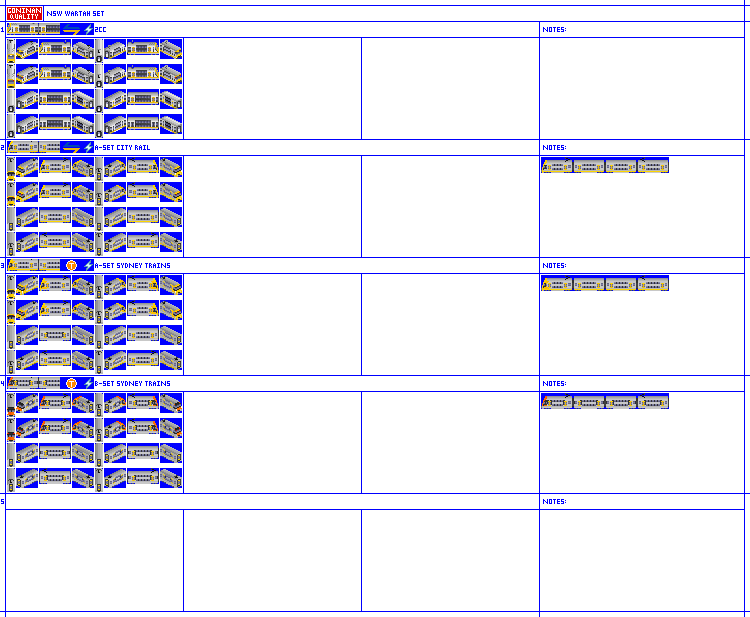 CONINAN
QUALITY
NSW WARTAH SET
1
2CC
NOTES:
2
A-SET CITY RAIL
NOTES:
3
A-SET SYDNEY TRAINS
NOTES:
4
B-SET SYDNEY TRAINS
NOTES:
5
NOTES: